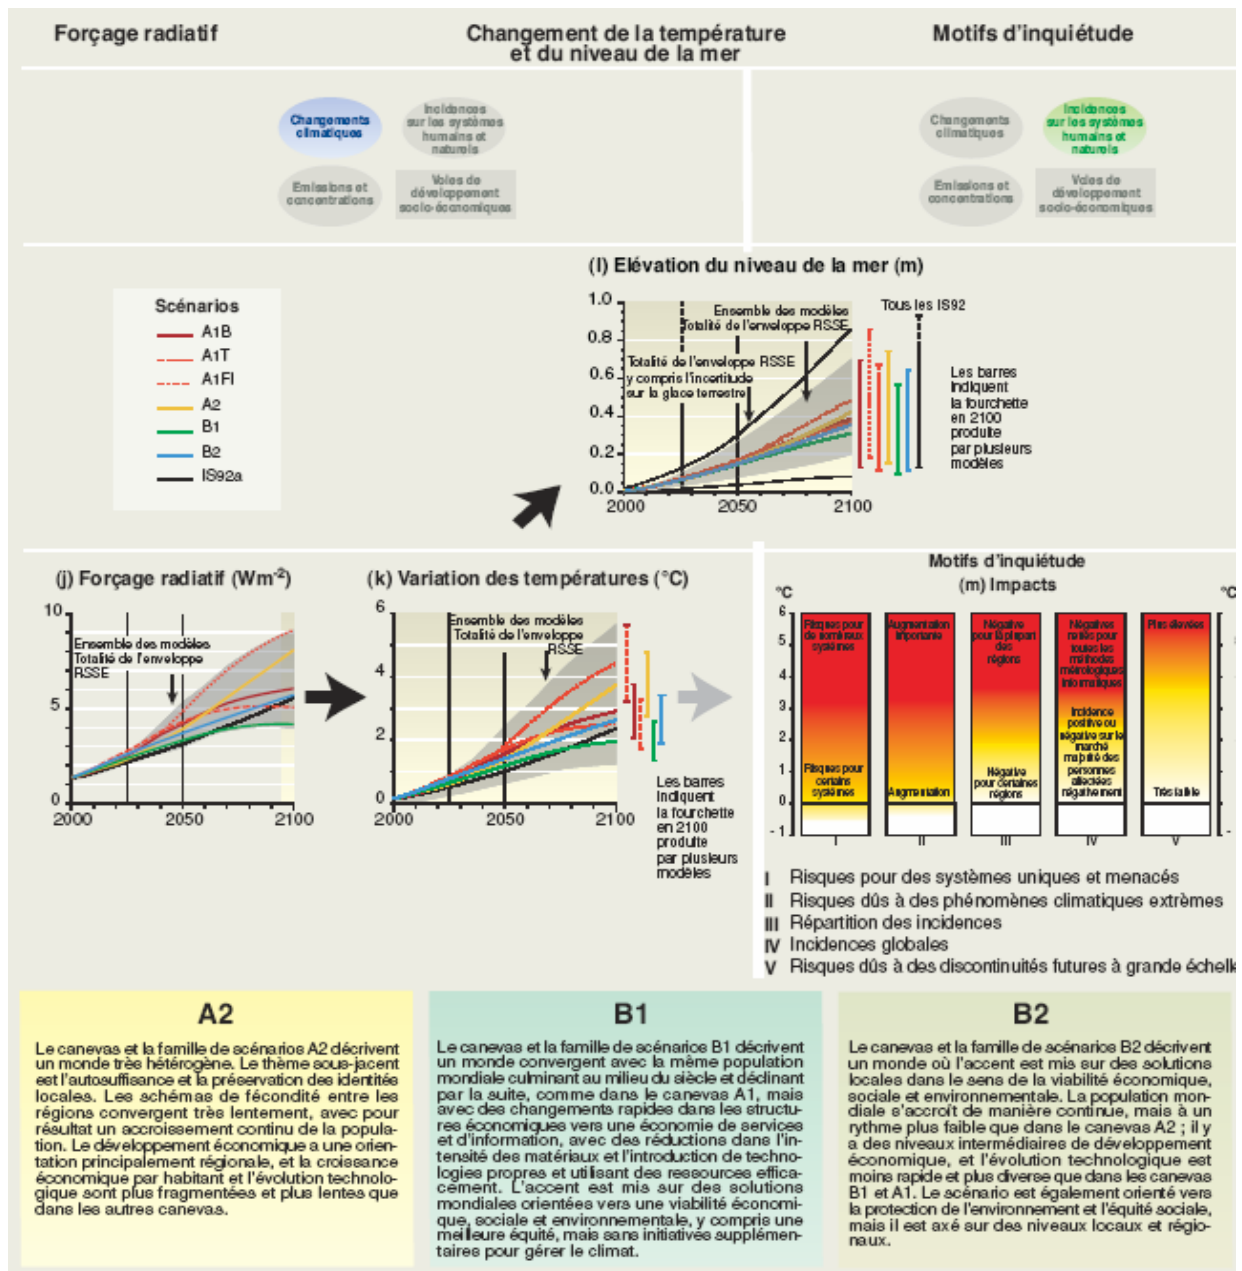 Forçage radiatif
Changement de la température
et du niveau de la mer
Motifs d'inquiétude
Changements
climatiques
Incidences
sur les systèmes
humains et
naturels
Emissions et
concentrations
Voies de
développement
socio-économiques
Changements
climatiques
Incidences
sur les systèmes
humains et
naturels
Emissions et
concentrations
Voies de
développement
socio-économiques
Scénarios
A1B
A1T
A1FI
A2
B1
B2
IS92a
(l) Elévation du niveau de la mer (m)
1.0
0.8
0.6
0.4
0.2
0.0
2000
2050
2100
Ensemble des modèles
Totalité de l'enveloppe RSSE
Totalité de l'enveloppe RSSE
y compris l'incertitude
sur la glace terrestre
Tous les IS92
Les barres
indiquent
la fourchette
en 2100
produite
par plusieurs
modèles
(j) Forçage radiatif (Wm-2)
10
5
0
2000
2050
2100
Ensemble des modèles
Totalité de l'enveloppe
RSSE
(k) Variation des températures (°C)
6
4
2
0
2000
2050
2100
Ensemble des modèles
Totalité de l'enveloppe
RSSE
Les barres
indiquent
la fourchette
en 2100
produite
par plusieurs
modèles
Motifs d'inquiétude
(m) Impacts
°C
°C
6
5
4
3
2
1
0
- 1
Risques pour
de nombreux
systèmes
Risques pour
certains
systèmes
I
Augmentation
importante
Augmentation
II
Négative
pour la plupart
des
régions
Négative
pour certaines
régions
III
Négatives
reliés pour
toutes les
méthodes
météorologiques
informatiques
Incidence
positive ou
négative sur le
marché
majorité des
personnes
affectées
négativement
IV
Plus élevées
Très faible
V
I Risques pour des systèmes uniques et menacés
II Risques dûs à des phénomènes climatiques extrèmes
III Répartition des incidences
IV Incidences globales
V Risques dûs à des discontinuités futures à grande échelle
A2
Le canevas et la famille de scénarios A2 décrivent
un monde très hétérogène. Le thème sous-jacent
est l'autosuffisance et la préservation des identités
locales. Les schémas de fécondité entre les
régions convergent très lentement, avec pour
résultat un accroissement continu de la popula-
tion. Le développement économique a une orien-
tation principalement régionale, et la croissance
économique par habitant et l'évolution technolo-
gique sont plus fragmentées et plus lentes que
dans les autres canevas.
B1
Le canevas et la famille de scénarios B1 décrivent
un monde convergent avec la même population
mondiale culminant au milieu du siècle et déclinant
par la suite, comme dans le canevas A1, mais
avec des changements rapides dans les structu-
res économiques vers une économie de services
et d'information, avec des réductions dans l'in-
tensité des matériaux et l'introduction de techno-
logies propres et utilisant des ressources effica-
cement. L'accent est mis sur des solutions
mondiales orientées vers une viabilité économi-
que, sociale et environnementale, y compris une
meilleure équité, mais sans initiatives supplémen-
taires pour gérer le climat.
B2
Le canevas et la famille de scénarios B2 décrivent
un monde où l'accent est mis sur des solutions
locales dans le sens de la viabilité économique,
sociale et environnementale. La population mon-
diale s'accroît de manière continue, mais à un
rythme plus faible que dans le canevas A2 ; il y
a des niveaux intermédiaires de développement
économique, et l'évolution technologique est
moins rapide et plus diverse que dans les canevas
B1 et A1. Le scénario est également orienté vers
la protection de l'environnement et l'équité sociale,
mais il est axé sur des niveaux locaux et régio-
naux.